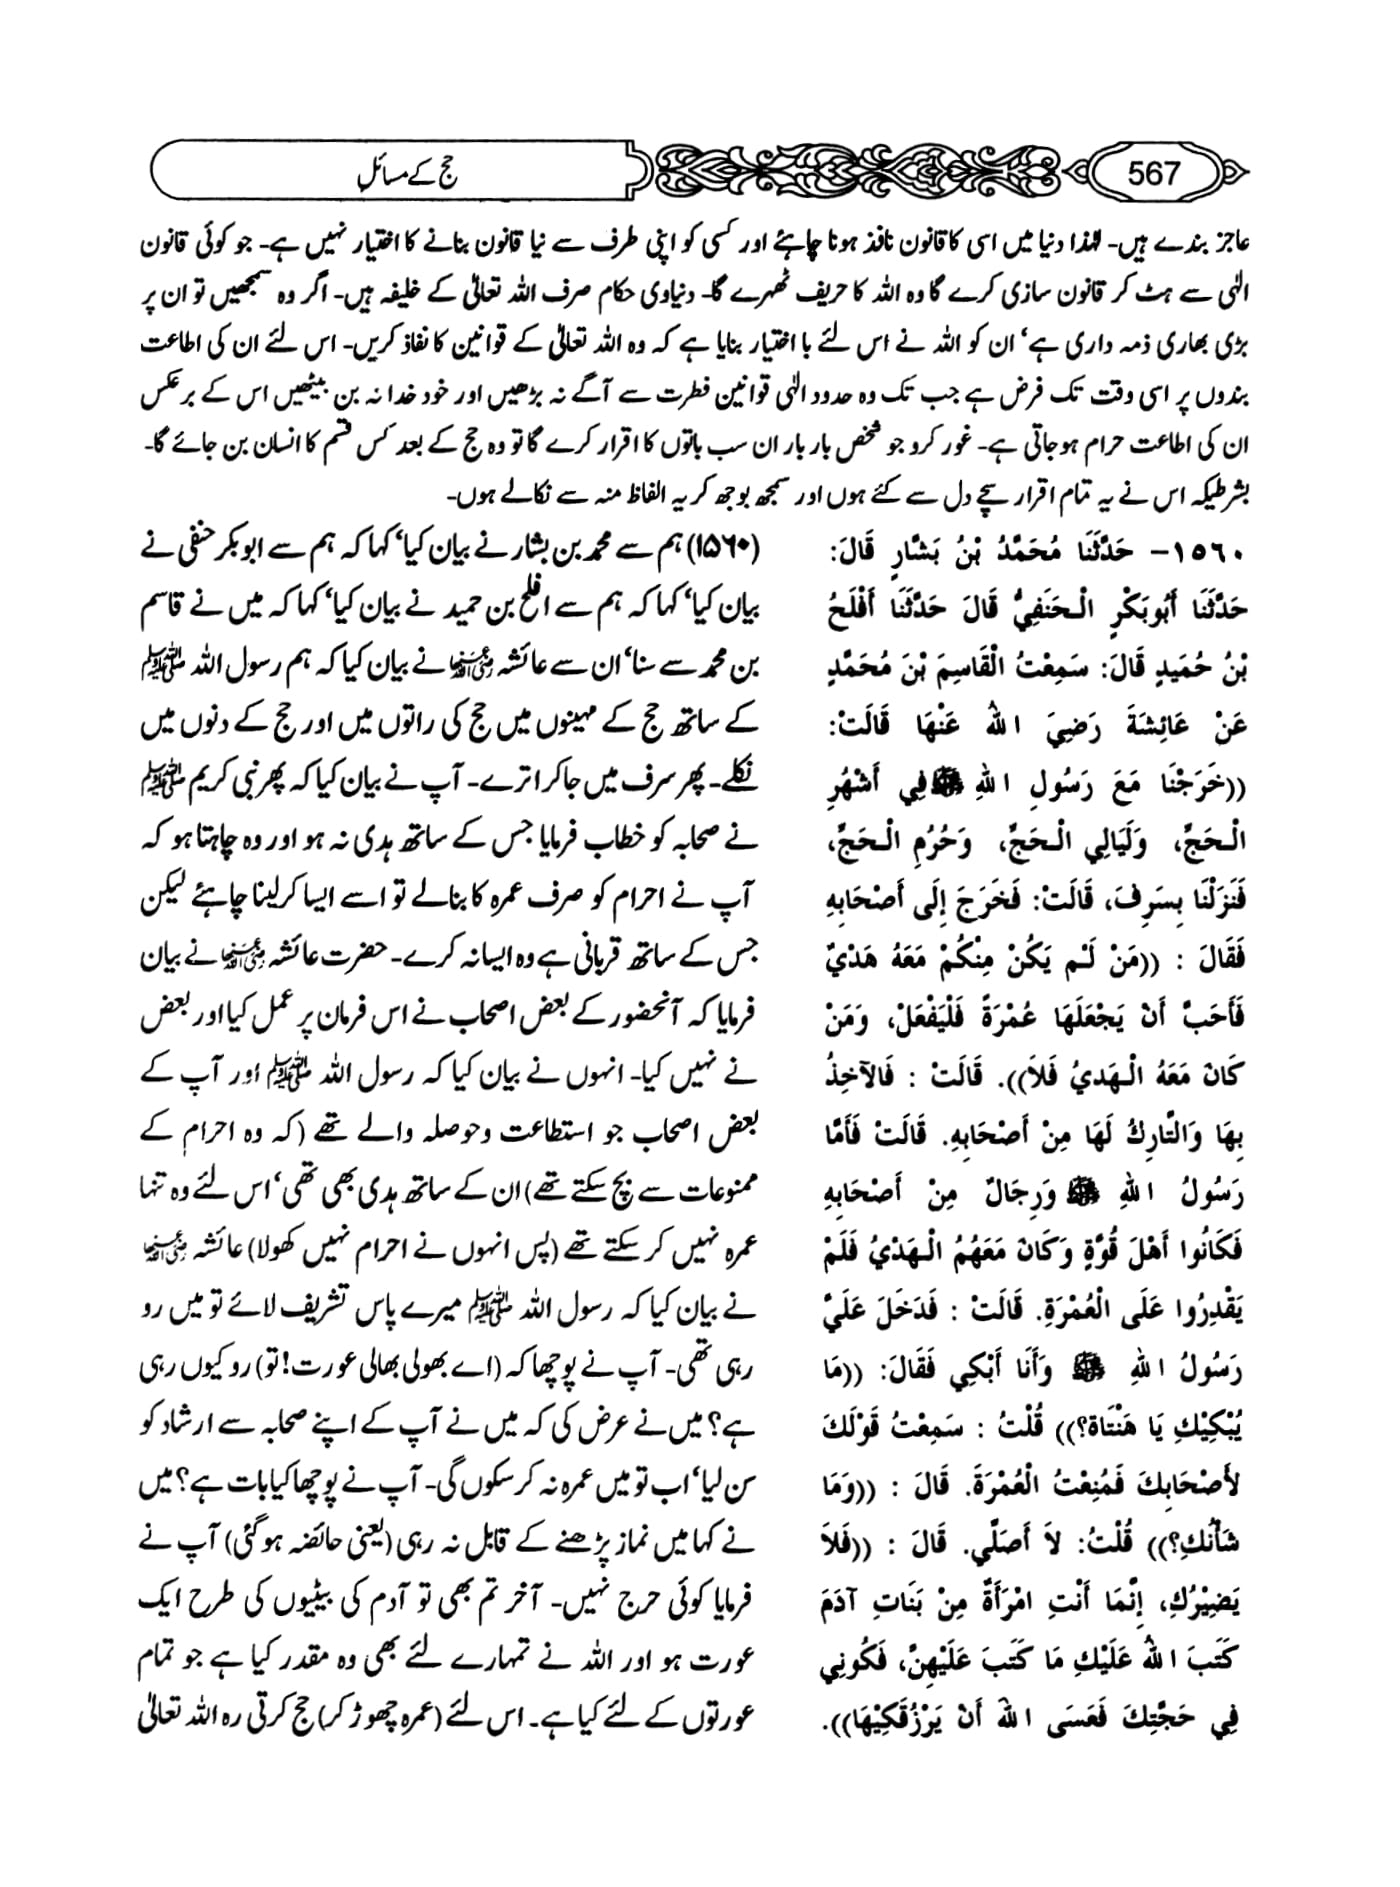 حج کے مسائل
567
عاجز بندے ہیں۔ لہٰذا دنیا میں اسی کا قانون نافذ ہونا چاہئے اور کسی کو اپنی طرف سے نیا قانون بنانے کا اختیار نہیں ہے۔ جو کوئی قانون
الٰہی سے ہٹ کر قانون سازی کرے گا وہ اللہ کا حریف ٹھہرے گا۔ دنیاوی حکام صرف اللہ تعالیٰ کے خلیفہ ہیں۔ اگر وہ سمجھیں تو ان پر
بڑی بھاری ذمہ داری ہے‘ ان کو اللہ نے اس لئے با اختیار بنایا ہے کہ وہ اللہ تعالیٰ کے قوانین کا نفاذ کریں۔ اس لئے ان کی اطاعت
بندوں پر اسی وقت تک فرض ہے جب تک وہ حدود الٰہی قوانین فطرت سے آگے نہ بڑھیں اور خود خدا نہ بن بیٹھیں اس کے برعکس
ان کی اطاعت حرام ہو جاتی ہے۔ غور کرو جو شخص بار بار ان سب باتوں کا اقرار کرے گا تو وہ حج کے بعد کس قسم کا انسان بن جائے گا۔
بشرطیکہ اس نے یہ تمام اقرار سچے دل سے کئے ہوں اور سمجھ بوجھ کر یہ الفاظ منہ سے نکالے ہوں۔
١٥٦٠– حَدَّثَنَا مُحَمَّدُ بْنُ بَشَّارٍ قَالَ:
حَدَّثَنَا أَبُوبَكْرٍ الْحَنَفِيُّ قَالَ حَدَّثَنَا أَفْلَحُ
بْنُ حُمَيدٍ قَالَ: سَمِعْتُ الْقَاسِمَ بْنَ مُحَمَّدٍ
عَنْ عَائِشَةَ رَضِيَ اللهُ عَنْهَا قَالَتْ:
((خَرَجْنَا مَعَ رَسُولِ اللهِ ﷺ فِي أَشْهُرِ
الْحَجِّ، وَلَيَالِي الْحَجِّ، وَحُرُمِ الْحَجِّ،
فَنَزَلْنَا بِسَرِفَ، قَالَتْ: فَخَرَجَ إِلَى أَصْحَابِهِ
فَقَالَ : ((مَنْ لَمْ يَكُنْ مِنْكُمْ مَعَهُ هَدْيٌ
فَأَحَبَّ أَنْ يَجْعَلَهَا عُمْرَةً فَلْيَفْعَلْ، وَمَنْ
كَانَ مَعَهُ الْهَدْيُ فَلاَ)). قَالَتْ : فَالآخِذُ
بِهَا وَالتَّارِكُ لَهَا مِنْ أَصْحَابِهِ. قَالَتْ فَأَمَّا
رَسُولُ اللهِ ﷺ وَرِجَالٌ مِنْ أَصْحَابِهِ
فَكَانُوا أَهْلَ قُوَّةٍ وَكَانَ مَعَهُمُ الْهَدْيُ فَلَمْ
يَقْدِرُوا عَلَى الْعُمْرَةِ. قَالَتْ : فَدَخَلَ عَلَيَّ
رَسُولُ اللهِ ﷺ وَأَنَا أَبْكِي فَقَالَ: ((مَا
يُبْكِيْكِ يَا هَنْتَاهْ؟)) قُلْتُ : سَمِعْتُ قَوْلَكَ
لأَصْحَابِكَ فَمُنِعْتُ الْعُمْرَةَ. قَالَ : ((وَمَا
شَأْنُكِ؟)) قُلْتُ: لاَ أُصَلِّي. قَالَ : ((فَلاَ
يَضِيْرُكِ، إِنَّمَا أَنْتِ امْرَأَةٌ مِنْ بَنَاتِ آدَمَ
كَتَبَ اللهُ عَلَيْكِ مَا كَتَبَ عَلَيْهِنَّ، فَكُونِي
فِي حَجَّتِكِ فَعَسَى اللهُ أَنْ يَرْزُقَكِيْهَا)).
(۱۵۶۰) ہم سے محمد بن بشار نے بیان کیا‘ کہا کہ ہم سے ابو بکر حنفی نے
بیان کیا‘ کہا کہ ہم سے افلح بن حمید نے بیان کیا‘ کہا کہ میں نے قاسم
بن محمد سے سنا‘ ان سے عائشہ رضی اللہ عنہا نے بیان کیا کہ ہم رسول اللہ ﷺ
کے ساتھ حج کے مہینوں میں حج کی راتوں میں اور حج کے دنوں میں
نکلے۔ پھر سرف میں جا کر اترے۔ آپ نے بیان کیا کہ پھر نبی کریم ﷺ
نے صحابہ کو خطاب فرمایا جس کے ساتھ ہدی نہ ہو اور وہ چاہتا ہو کہ
آپ نے احرام کو صرف عمرہ کا بنالے تو اسے ایسا کر لینا چاہئے لیکن
جس کے ساتھ قربانی ہے وہ ایسا نہ کرے۔ حضرت عائشہ رضی اللہ عنہا نے بیان
فرمایا کہ آنحضور کے بعض اصحاب نے اس فرمان پر عمل کیا اور بعض
نے نہیں کیا۔ انہوں نے بیان کیا کہ رسول اللہ ﷺ اور آپ کے
بعض اصحاب جو استطاعت و حوصلہ والے تھے (کہ وہ احرام کے
ممنوعات سے بچ سکتے تھے) ان کے ساتھ ہدی بھی تھی‘ اس لئے وہ تنہا
عمرہ نہیں کر سکتے تھے (پس انہوں نے احرام نہیں کھولا) عائشہ رضی اللہ عنہا
نے بیان کیا کہ رسول اللہ ﷺ میرے پاس تشریف لائے تو میں رو
رہی تھی۔ آپ نے پوچھا کہ (اے بھولی بھالی عورت! تو) رو کیوں رہی
ہے؟ میں نے عرض کی کہ میں نے آپ کے اپنے صحابہ سے ارشاد کو
سن لیا‘ اب تو میں عمرہ نہ کر سکوں گی۔ آپ نے پوچھا کیا بات ہے؟ میں
نے کہا میں نماز پڑھنے کے قابل نہ رہی (یعنی حائضہ ہو گئی) آپ نے
فرمایا کوئی حرج نہیں۔ آخر تم بھی تو آدم کی بیٹیوں کی طرح ایک
عورت ہو اور اللہ نے تمہارے لئے بھی وہ مقدر کیا ہے جو تمام
عورتوں کے لئے کیا ہے۔ اس لئے (عمرہ چھوڑ کر) حج کرتی رہ اللہ تعالیٰ